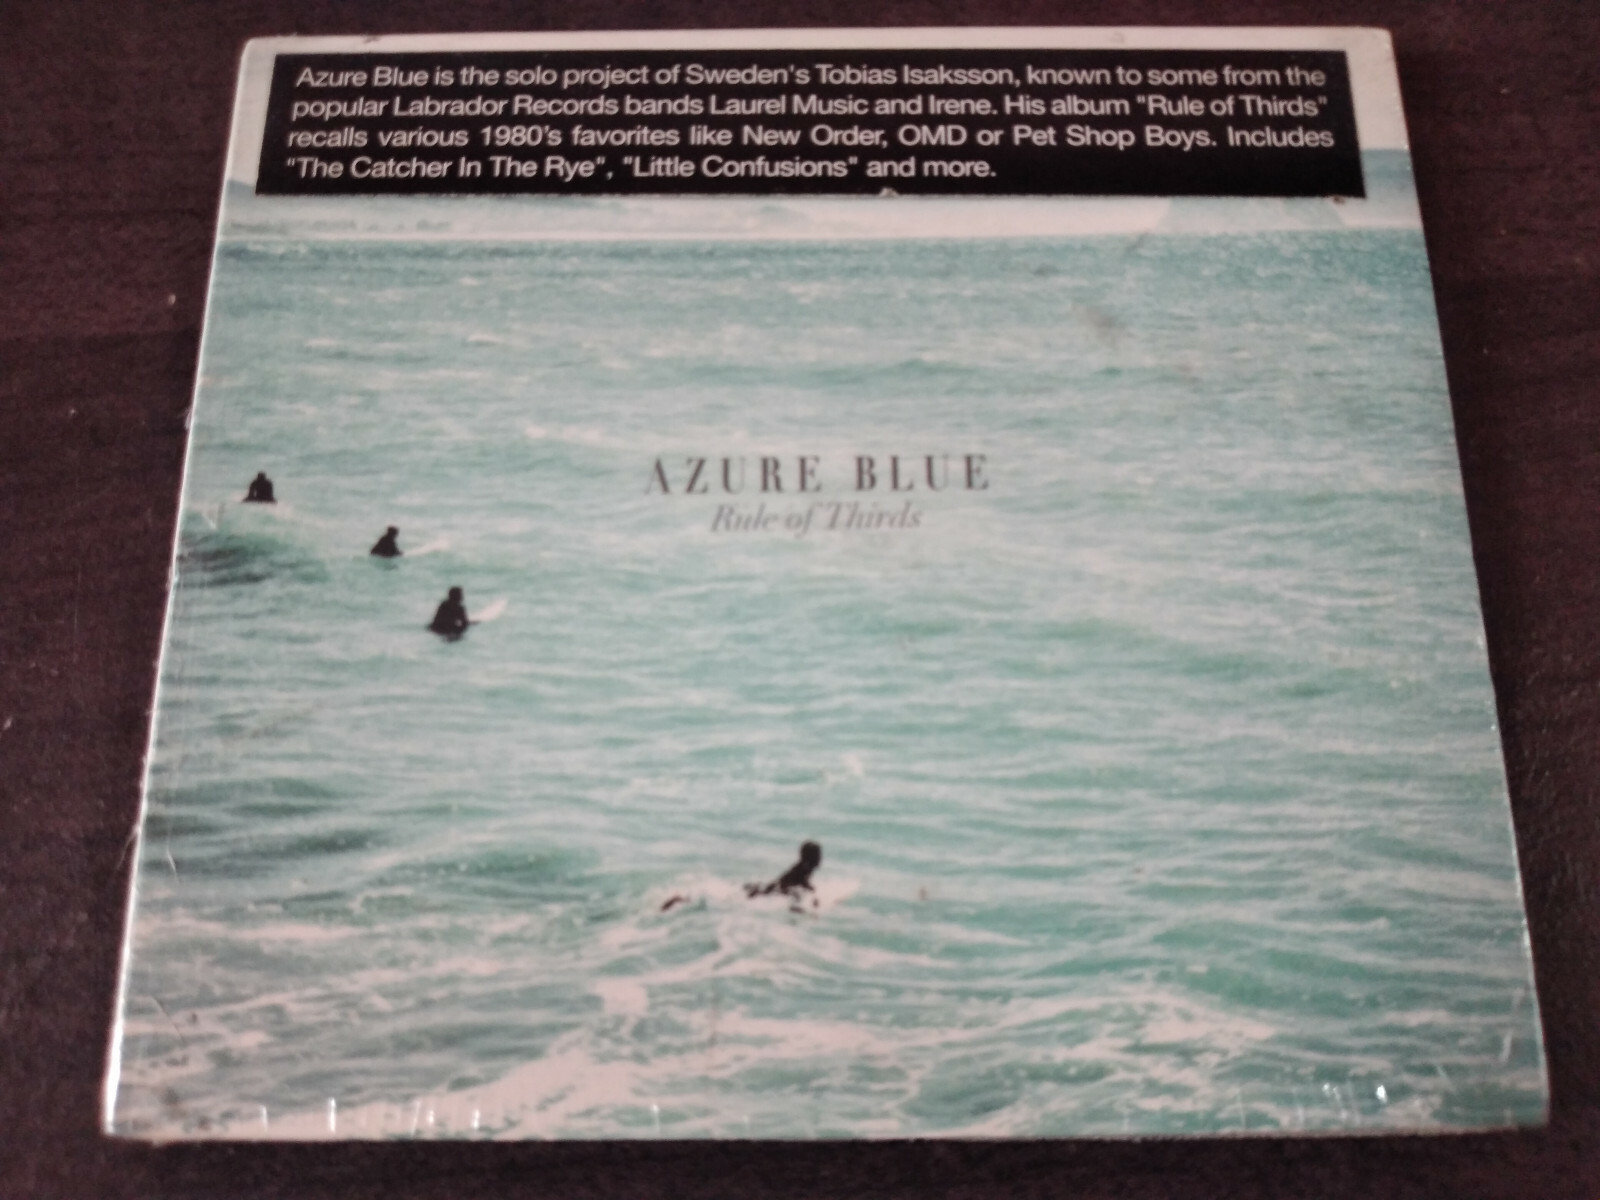 Azure Blue is the solo project of Sweden's Tobias Isaksson, known to some from the
popular Labrador Records bands Laurel Music and Irene. His album "Rule of Thirds"
recalls various 1980's favorites like New Order, OMD or Pet Shop Boys. Includes
"The Catcher In The Rye", "Little Confusions" and more.
AZURE BLUE
Rule of Thirds